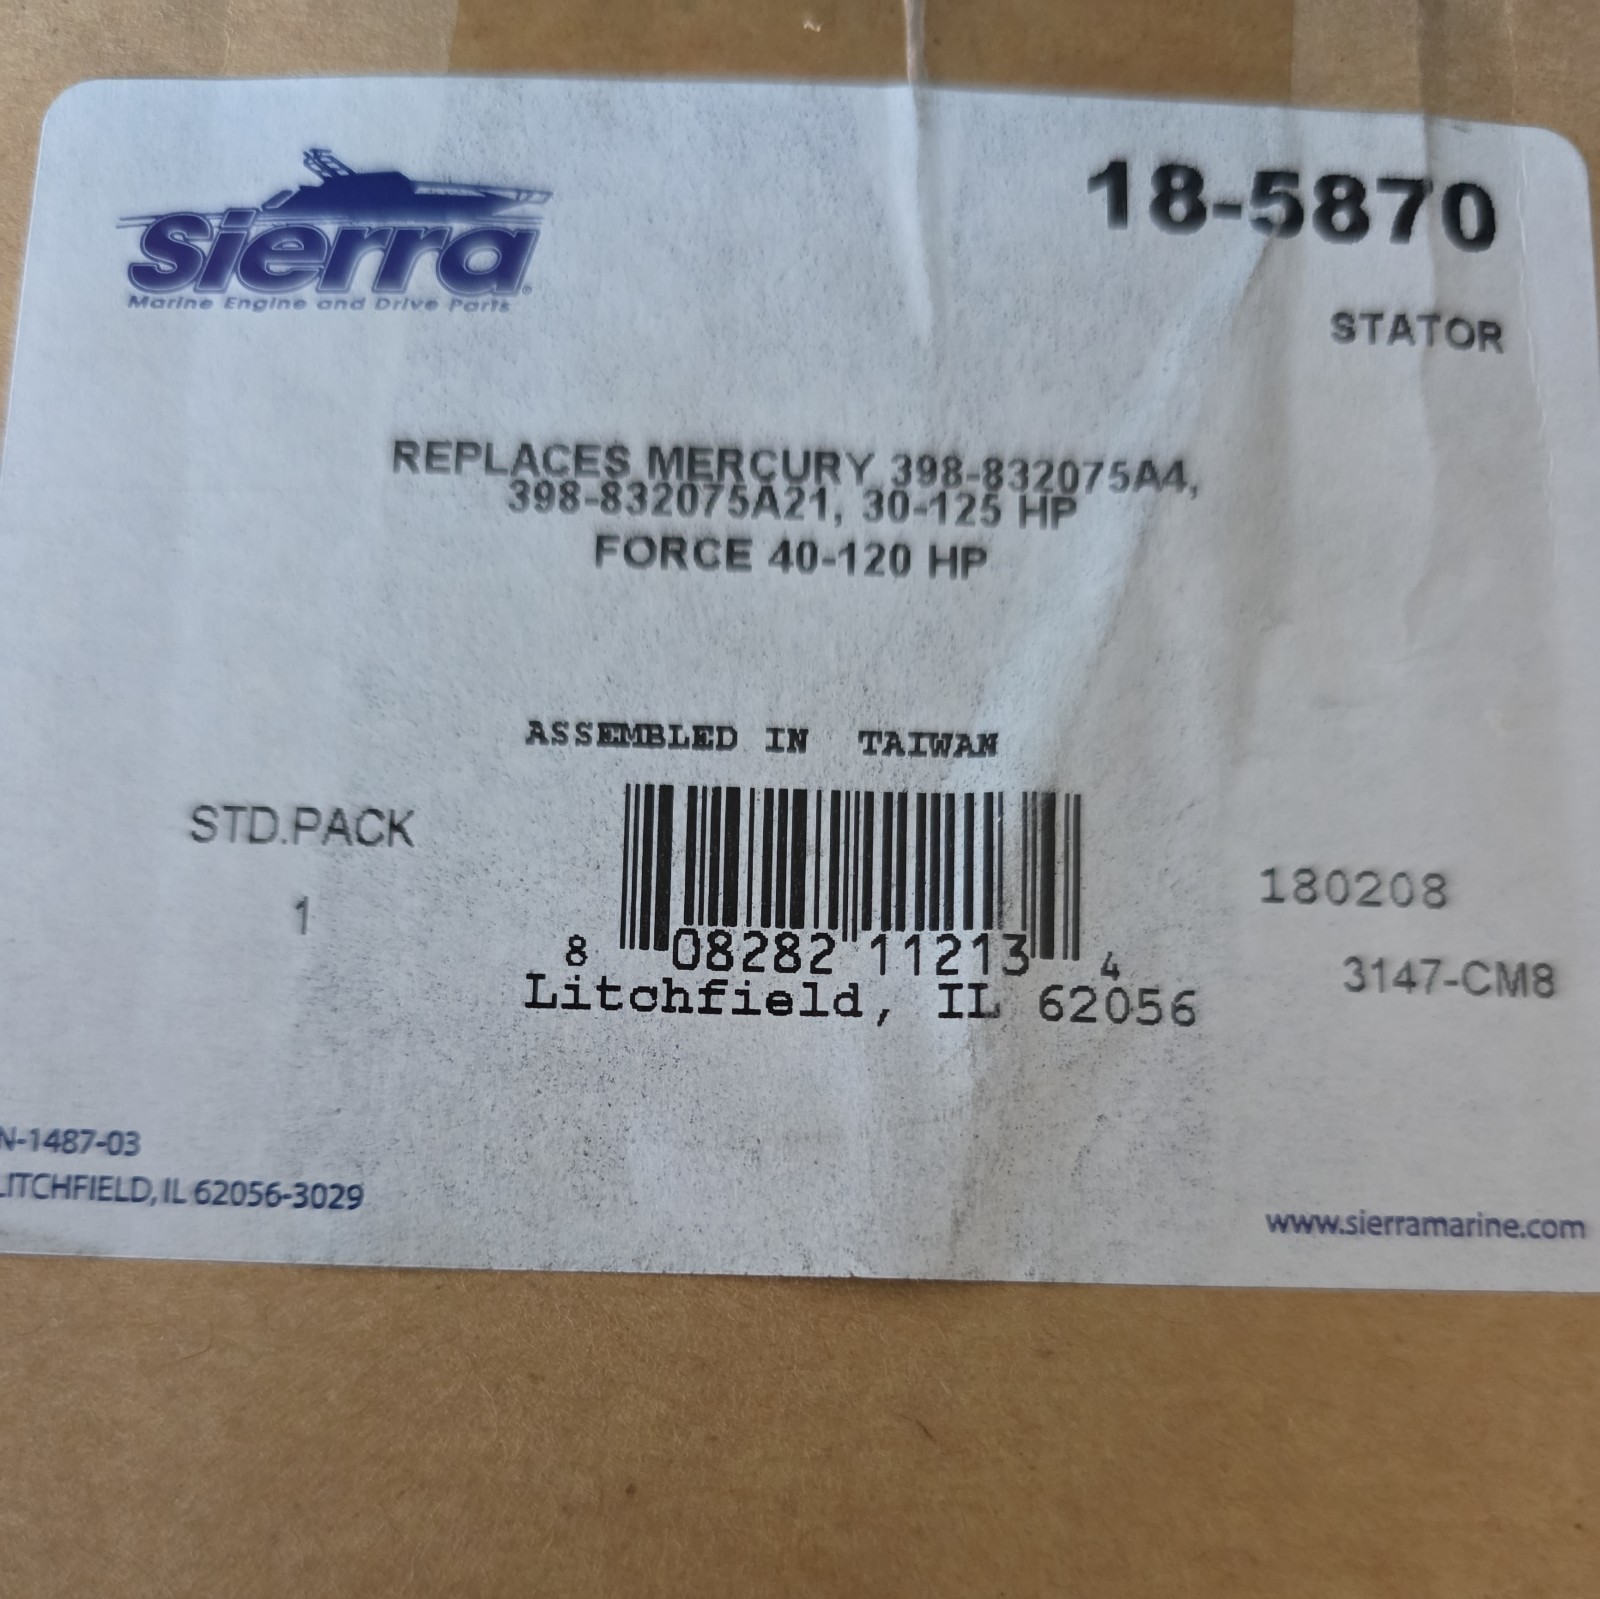 Sierra
Marine Engine and Drive Parts
18-5870
STATOR
REPLACES MERCURY 398-832075A4,
398-832075A21, 30-125 HP
FORCE 40-120 HP
ASSEMBLED IN TAIWAN
STD.PACK
1
8 08282 11213 4
Litchfield, IL 62056
180208
3147-CM8
N-1487-03
LITCHFIELD, IL 62056-3029
www.sierramarine.com